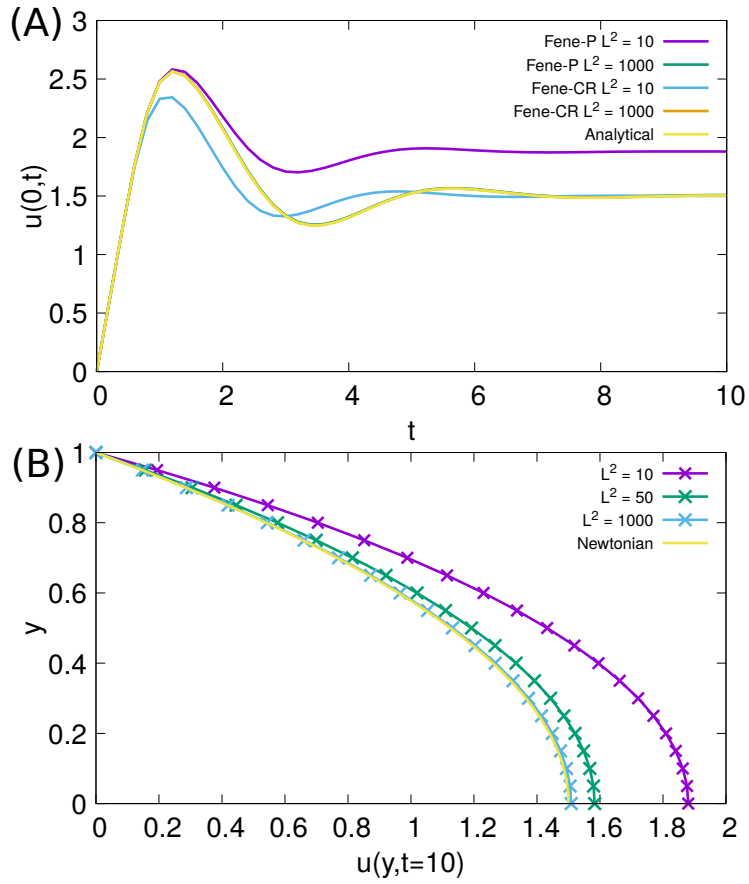 (A)
3
2.5
2
1.5
1
0.5
0
u(0,t)
Fene-P L² = 10
Fene-P L² = 1000
Fene-CR L² = 10
Fene-CR L² = 1000
Analytical
0 2 4 6 8 10
t
(B)
1
0.8
0.6
0.4
0.2
0
y
L² = 10
L² = 50
L² = 1000
Newtonian
0 0.2 0.4 0.6 0.8 1 1.2 1.4 1.6 1.8 2
u(y,t=10)